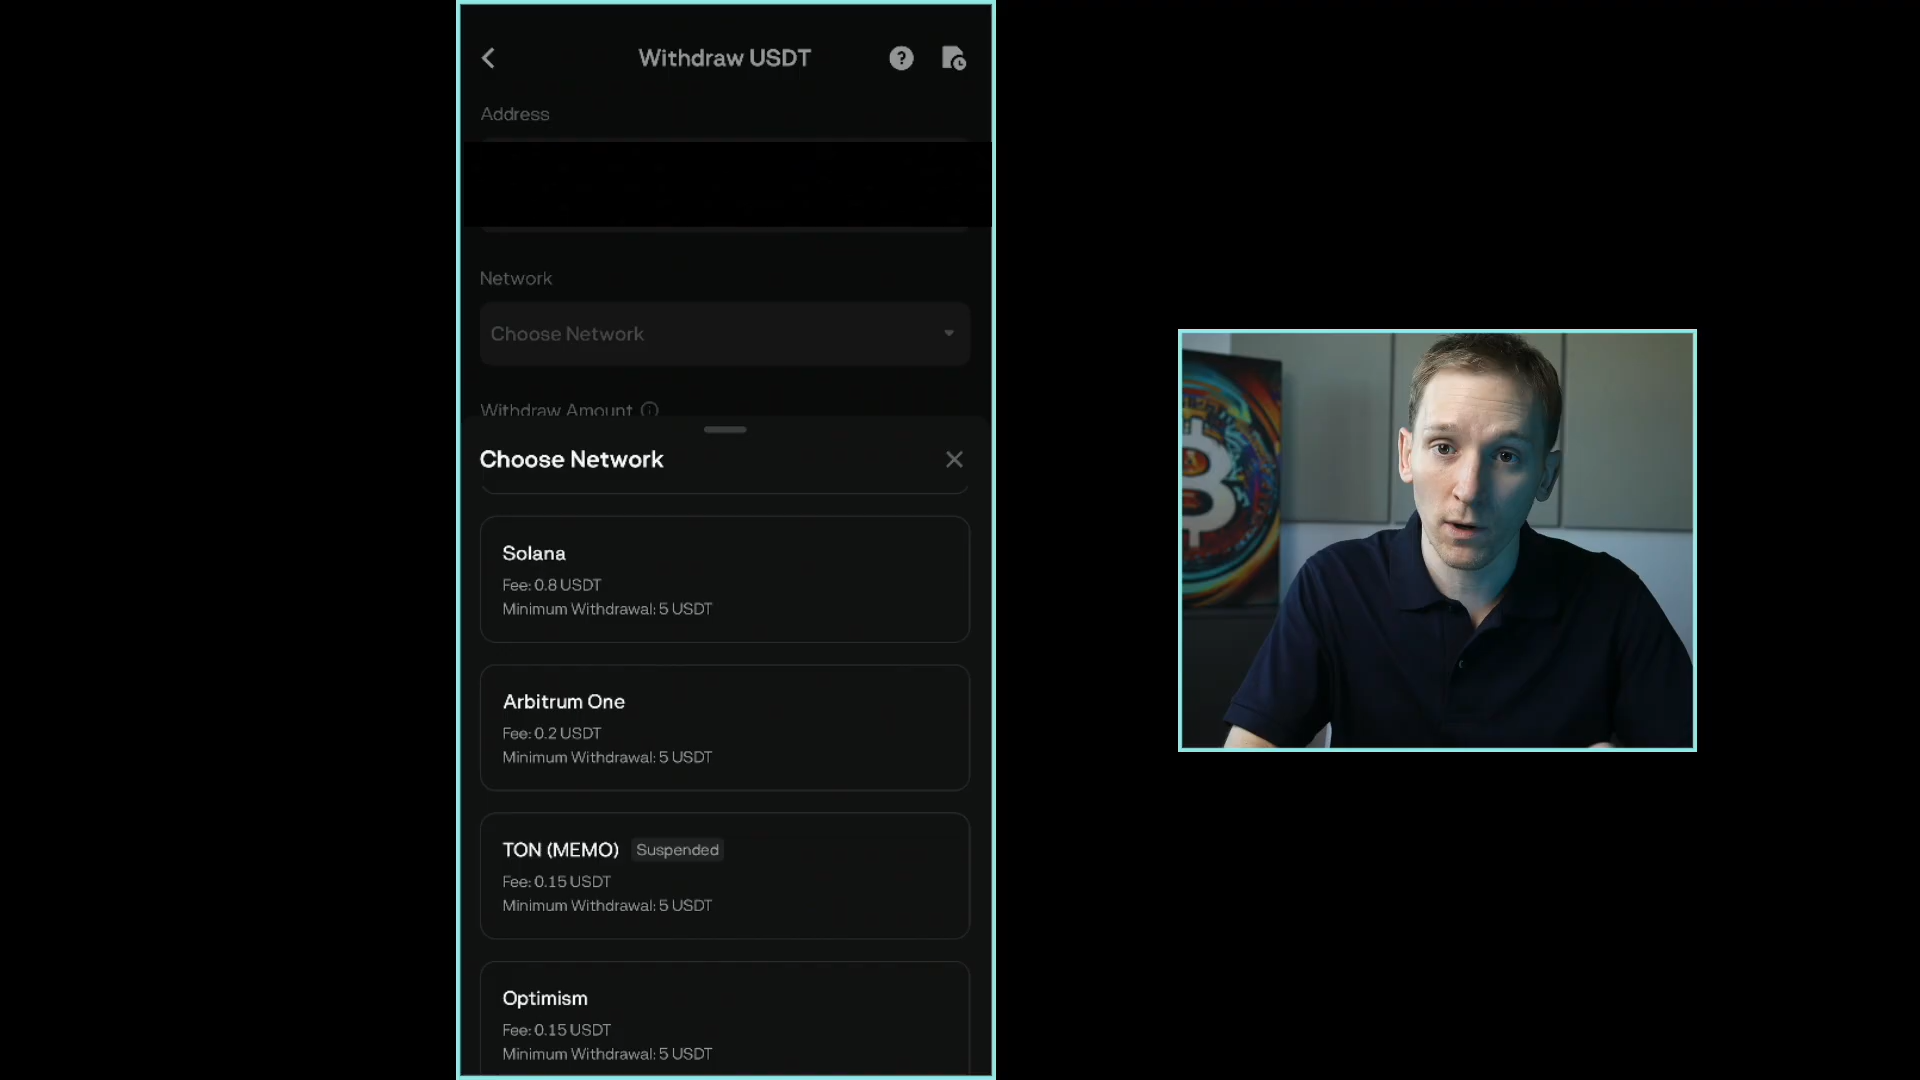 Withdraw USDT
Address
Network
Choose Network
Withdraw Amount
Choose Network
Solana
Fee: 0.8 USDT
Minimum Withdrawal: 5 USDT
Arbitrum One
Fee: 0.2 USDT
Minimum Withdrawal: 5 USDT
TON (MEMO) Suspended
Fee: 0.15 USDT
Minimum Withdrawal: 5 USDT
Optimism
Fee: 0.15 USDT
Minimum Withdrawal: 5 USDT